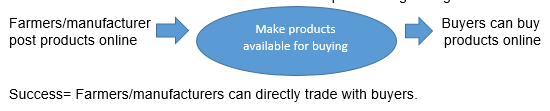 Farmers/manufacturer
post products online
Make products
available for buying
Buyers can buy
products online
Success= Farmers/manufacturers can directly trade with buyers.